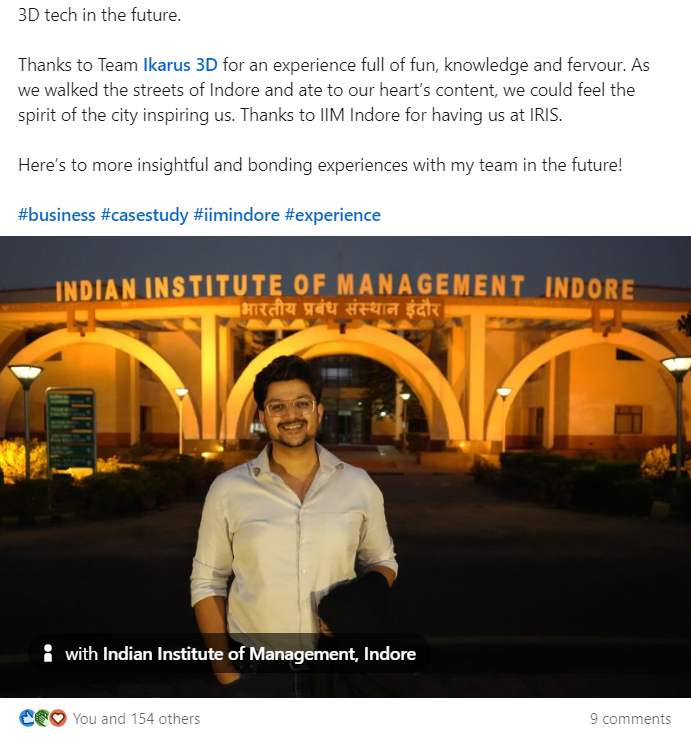 3D tech in the future.
Thanks to Team Ikarus 3D for an experience full of fun, knowledge and fervour. As
we walked the streets of Indore and ate to our heart’s content, we could feel the
spirit of the city inspiring us. Thanks to IIM Indore for having us at IRIS.
Here’s to more insightful and bonding experiences with my team in the future!
#business #casestudy #iimindore #experience
INDIAN INSTITUTE OF MANAGEMENT INDORE
भारतीय प्रबंध संस्थान इंदौर
with Indian Institute of Management, Indore
You and 154 others
9 comments